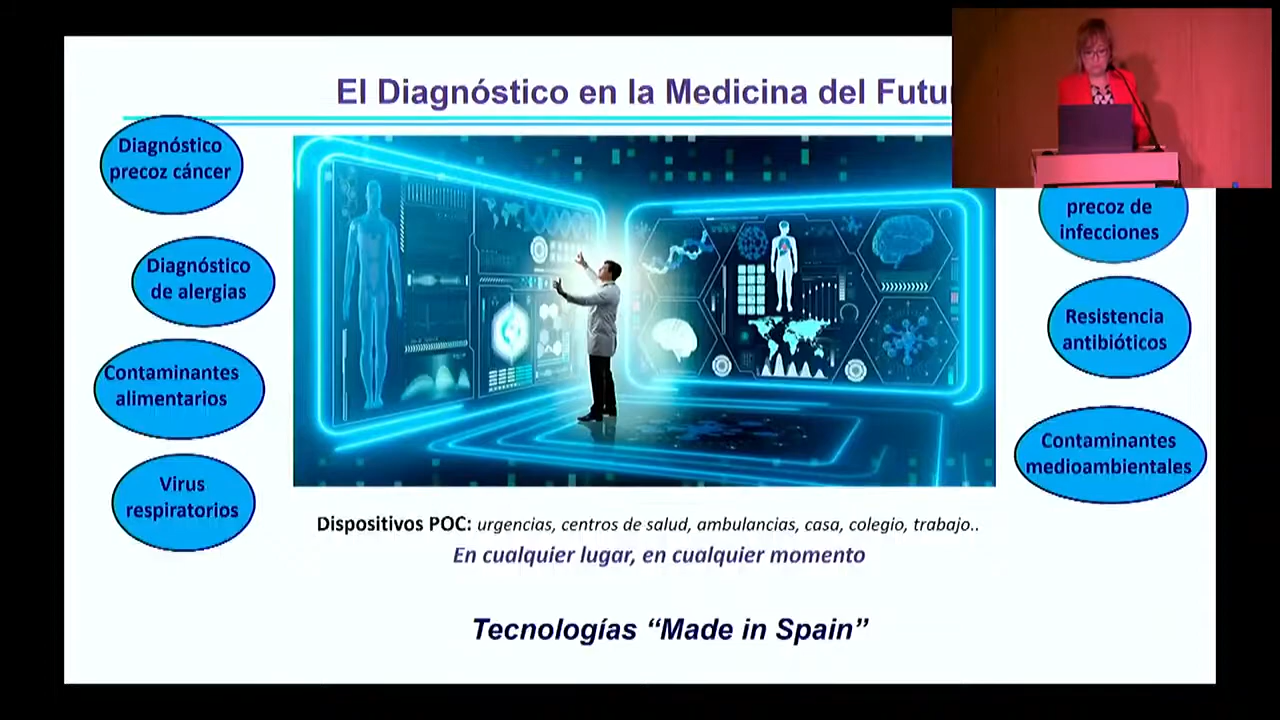 El Diagnóstico en la Medicina del
Diagnóstico
precoz cáncer
Diagnóstico
de alergias
Contaminantes
alimentarios
Virus
respiratorios
precoz de
infecciones
Resistencia
antibióticos
Contaminantes
medioambientales
Dispositivos POC: urgencias, centros de salud, ambulancias, casa, colegio, trabajo..
En cualquier lugar, en cualquier momento
Tecnologías “Made in Spain”